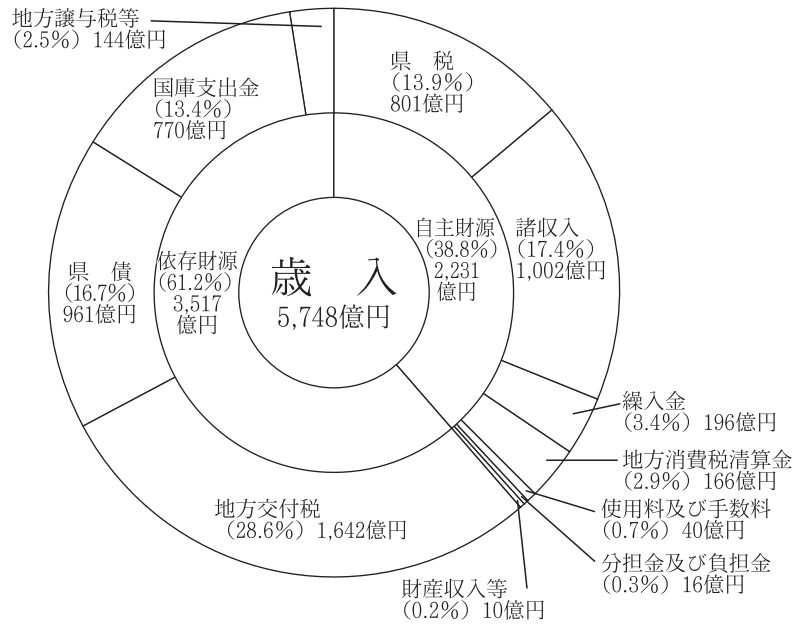 地方譲与税等
(2.5%) 144億円
国庫支出金
(13.4%)
770億円
県　税
(13.9%)
801億円
自主財源
(38.8%)
2,231
億円
諸収入
(17.4%)
1,002億円
依存財源
(61.2%)
3,517
億円
県　債
(16.7%)
961億円
歳　入
5,748億円
繰入金
(3.4%) 196億円
地方消費税清算金
(2.9%) 166億円
使用料及び手数料
(0.7%) 40億円
分担金及び負担金
(0.3%) 16億円
地方交付税
(28.6%) 1,642億円
財産収入等
(0.2%) 10億円